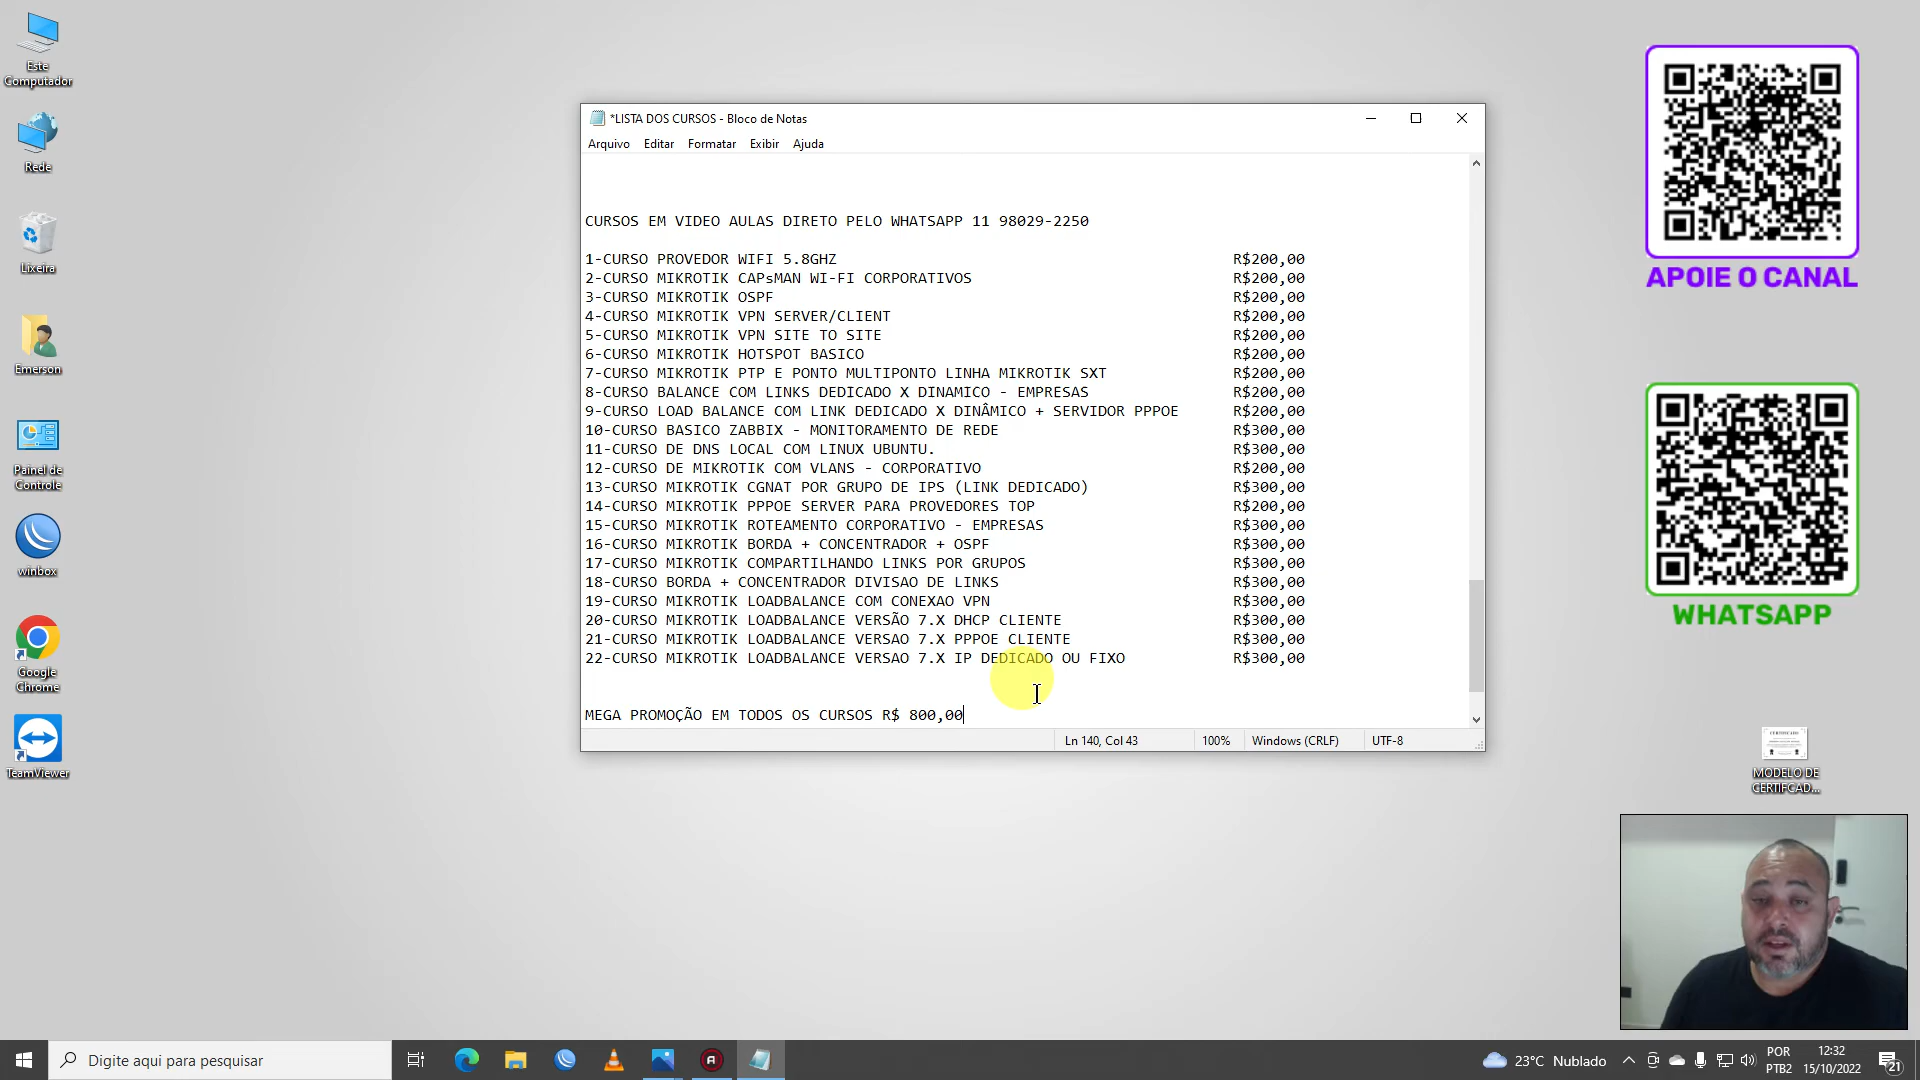 Este
Computador
Rede
Lixeira
Emerson
Painel de
Controle
winbox
Google
Chrome
TeamViewer
*LISTA DOS CURSOS - Bloco de Notas
Arquivo Editar Formatar Exibir Ajuda
CURSOS EM VIDEO AULAS DIRETO PELO WHATSAPP 11 98029-2250
1-CURSO PROVEDOR WIFI 5.8GHZ R$200,00
2-CURSO MIKROTIK CAPsMAN WI-FI CORPORATIVOS R$200,00
3-CURSO MIKROTIK OSPF R$200,00
4-CURSO MIKROTIK VPN SERVER/CLIENT R$200,00
5-CURSO MIKROTIK VPN SITE TO SITE R$200,00
6-CURSO MIKROTIK HOTSPOT BASICO R$200,00
7-CURSO MIKROTIK PTP E PONTO MULTIPONTO LINHA MIKROTIK SXT R$200,00
8-CURSO BALANCE COM LINKS DEDICADO X DINAMICO - EMPRESAS R$200,00
9-CURSO LOAD BALANCE COM LINK DEDICADO X DINÂMICO + SERVIDOR PPPOE R$200,00
10-CURSO BASICO ZABBIX - MONITORAMENTO DE REDE R$300,00
11-CURSO DE DNS LOCAL COM LINUX UBUNTU. R$300,00
12-CURSO DE MIKROTIK COM VLANS - CORPORATIVO R$200,00
13-CURSO MIKROTIK CGNAT POR GRUPO DE IPS (LINK DEDICADO) R$300,00
14-CURSO MIKROTIK PPPOE SERVER PARA PROVEDORES TOP R$200,00
15-CURSO MIKROTIK ROTEAMENTO CORPORATIVO - EMPRESAS R$300,00
16-CURSO MIKROTIK BORDA + CONCENTRADOR + OSPF R$300,00
17-CURSO MIKROTIK COMPARTILHANDO LINKS POR GRUPOS R$300,00
18-CURSO BORDA + CONCENTRADOR DIVISAO DE LINKS R$300,00
19-CURSO MIKROTIK LOADBALANCE COM CONEXAO VPN R$300,00
20-CURSO MIKROTIK LOADBALANCE VERSÃO 7.X DHCP CLIENTE R$300,00
21-CURSO MIKROTIK LOADBALANCE VERSAO 7.X PPPOE CLIENTE R$300,00
22-CURSO MIKROTIK LOADBALANCE VERSAO 7.X IP DEDICADO OU FIXO R$300,00
MEGA PROMOÇÃO EM TODOS OS CURSOS R$ 800,00
Ln 140, Col 43 100% Windows (CRLF) UTF-8
APOIE O CANAL
WHATSAPP
MODELO DE
CERTIFCAD...
Digite aqui para pesquisar
23°C Nublado
POR
PTB2
12:32
15/10/2022
21